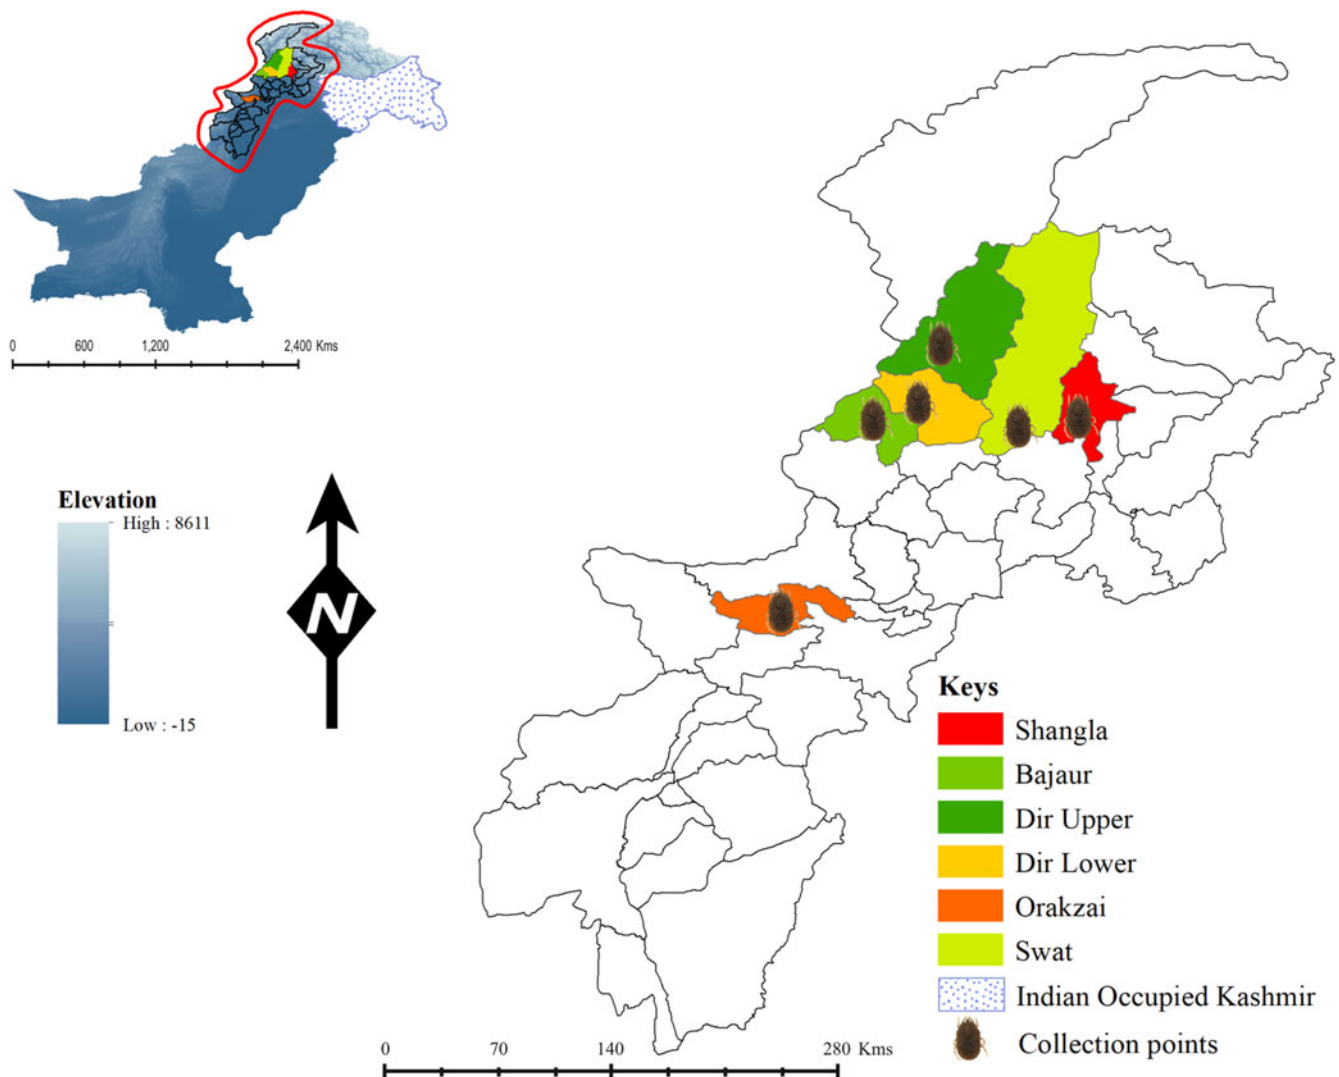 0 600 1,200 2,400 Kms
Elevation
High : 8611
Low : -15
N
Keys
Shangla
Bajaur
Dir Upper
Dir Lower
Orakzai
Swat
Indian Occupied Kashmir
Collection points
0 70 140 280 Kms